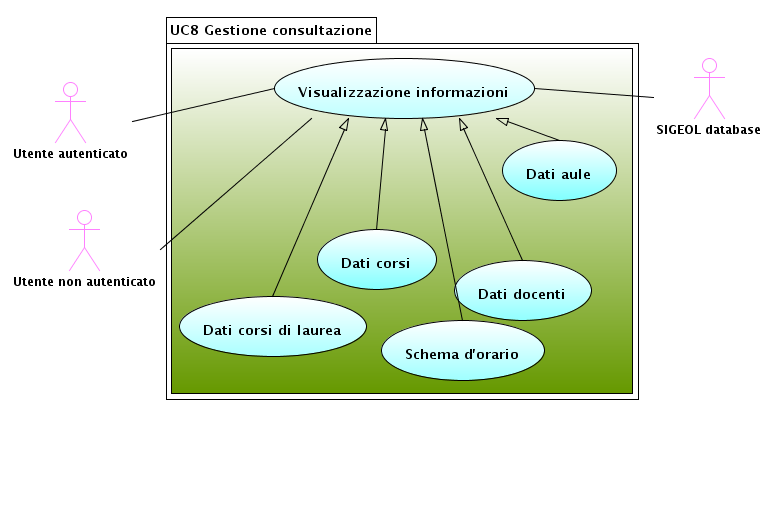 UC8 Gestione consultazione
Visualizzazione informazioni
Utente autenticato
SIGEOL database
Dati aule
Utente non autenticato
Dati corsi
Dati docenti
Dati corsi di laurea
Schema d'orario